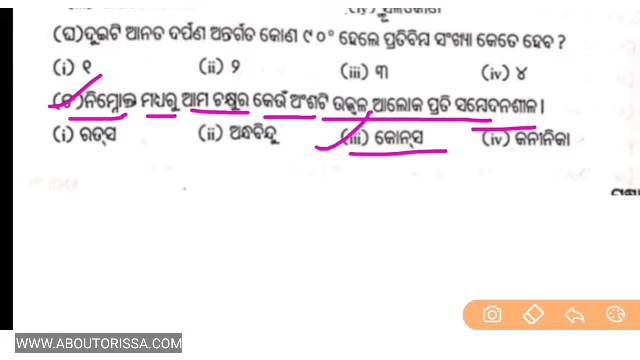 (ଘ) ଦୁଇଟି ଆନତ ଦର୍ପଣ ଅନ୍ତର୍ଗତ କୋଣ ୯୦° ହେଲେ ପ୍ରତିବିମ୍ବ ସଂଖ୍ୟା କେତେ ହେବ ?
(i) ୧ (ii) ୨ (iii) ୩ (iv) ୪
ନିମ୍ନୋକ୍ତ ମଧ୍ୟରୁ ଆମ ଚକ୍ଷୁର କେଉଁ ଅଂଶଟି ଉଜ୍ଜ୍ୱଳ ଆଲୋକ ପ୍ରତି ସମ୍ବେଦନଶୀଳ ।
(i) ରଡ୍‌ସ (ii) ଅନ୍ଧବିନ୍ଦୁ (iii) କୋନ୍‌ସ (iv) କନୀନିକା
WWW.ABOUTORISSA.COM